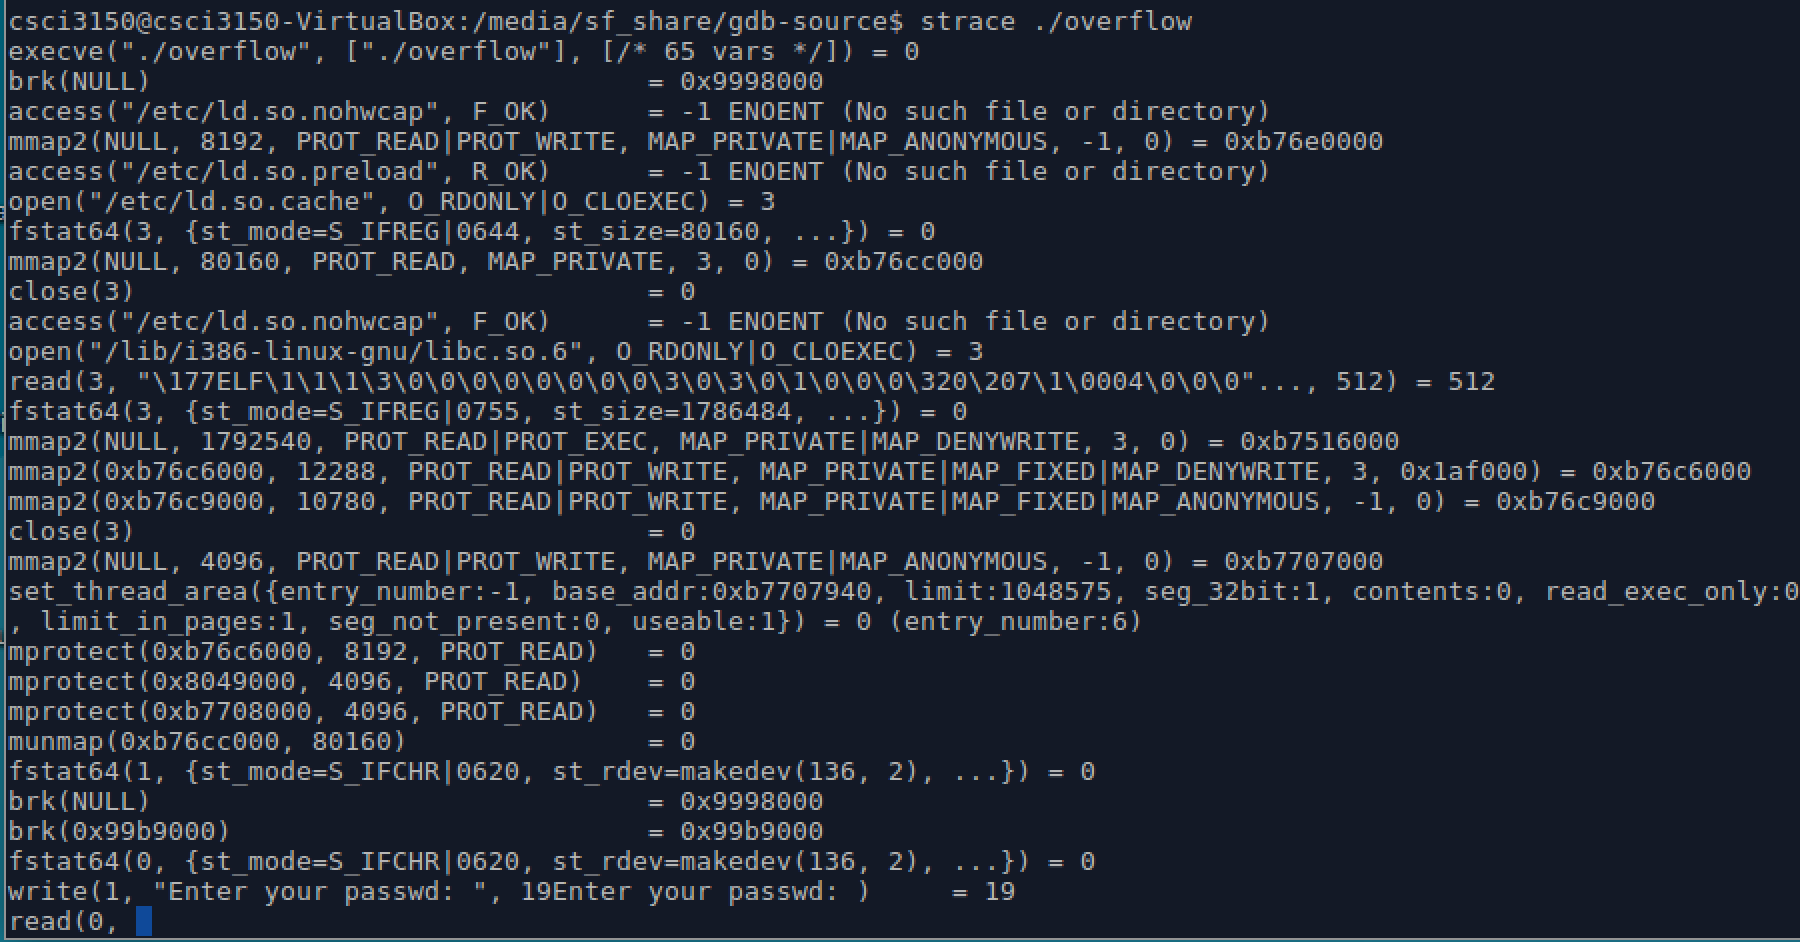 csci3150@csci3150-VirtualBox:/media/sf_share/gdb-source$ strace ./overflow
execve("./overflow", ["./overflow"], [/* 65 vars */]) = 0
brk(NULL)                               = 0x9998000
access("/etc/ld.so.nohwcap", F_OK)      = -1 ENOENT (No such file or directory)
mmap2(NULL, 8192, PROT_READ|PROT_WRITE, MAP_PRIVATE|MAP_ANONYMOUS, -1, 0) = 0xb76e0000
access("/etc/ld.so.preload", R_OK)      = -1 ENOENT (No such file or directory)
open("/etc/ld.so.cache", O_RDONLY|O_CLOEXEC) = 3
fstat64(3, {st_mode=S_IFREG|0644, st_size=80160, ...}) = 0
mmap2(NULL, 80160, PROT_READ, MAP_PRIVATE, 3, 0) = 0xb76cc000
close(3)                                = 0
access("/etc/ld.so.nohwcap", F_OK)      = -1 ENOENT (No such file or directory)
open("/lib/i386-linux-gnu/libc.so.6", O_RDONLY|O_CLOEXEC) = 3
read(3, "\177ELF\1\1\1\3\0\0\0\0\0\0\0\0\3\0\3\0\1\0\0\0\320\207\1\0004\0\0\0"..., 512) = 512
fstat64(3, {st_mode=S_IFREG|0755, st_size=1786484, ...}) = 0
mmap2(NULL, 1792540, PROT_READ|PROT_EXEC, MAP_PRIVATE|MAP_DENYWRITE, 3, 0) = 0xb7516000
mmap2(0xb76c6000, 12288, PROT_READ|PROT_WRITE, MAP_PRIVATE|MAP_FIXED|MAP_DENYWRITE, 3, 0x1af000) = 0xb76c6000
mmap2(0xb76c9000, 10780, PROT_READ|PROT_WRITE, MAP_PRIVATE|MAP_FIXED|MAP_ANONYMOUS, -1, 0) = 0xb76c9000
close(3)                                = 0
mmap2(NULL, 4096, PROT_READ|PROT_WRITE, MAP_PRIVATE|MAP_ANONYMOUS, -1, 0) = 0xb7707000
set_thread_area({entry_number:-1, base_addr:0xb7707940, limit:1048575, seg_32bit:1, contents:0, read_exec_only:0
, limit_in_pages:1, seg_not_present:0, useable:1}) = 0 (entry_number:6)
mprotect(0xb76c6000, 8192, PROT_READ)   = 0
mprotect(0x8049000, 4096, PROT_READ)    = 0
mprotect(0xb7708000, 4096, PROT_READ)   = 0
munmap(0xb76cc000, 80160)               = 0
fstat64(1, {st_mode=S_IFCHR|0620, st_rdev=makedev(136, 2), ...}) = 0
brk(NULL)                               = 0x9998000
brk(0x99b9000)                          = 0x99b9000
fstat64(0, {st_mode=S_IFCHR|0620, st_rdev=makedev(136, 2), ...}) = 0
write(1, "Enter your passwd: ", 19Enter your passwd: )     = 19
read(0,